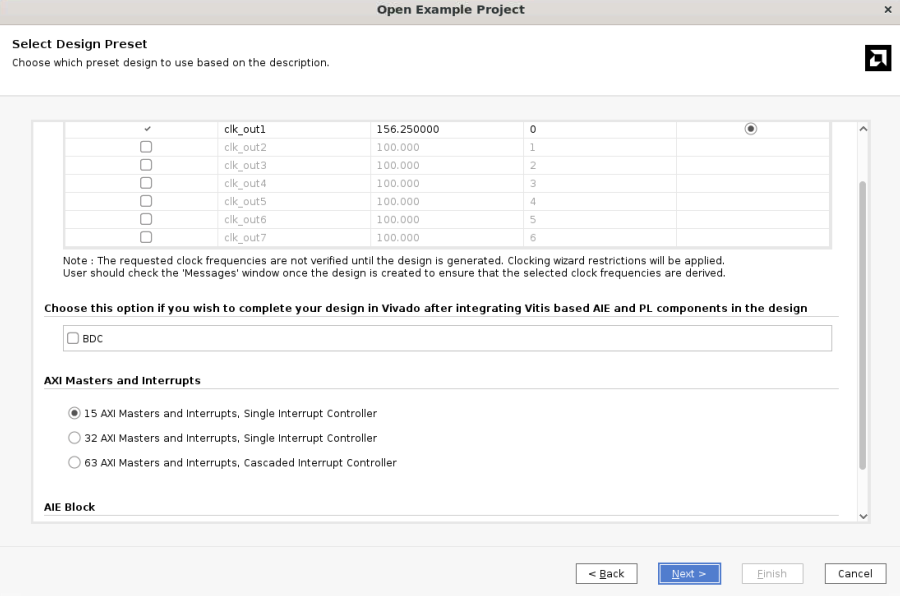 Open Example Project ×
Select Design Preset
Choose which preset design to use based on the description.
clk_out1 156.250000 0
clk_out2 100.000 1
clk_out3 100.000 2
clk_out4 100.000 3
clk_out5 100.000 4
clk_out6 100.000 5
clk_out7 100.000 6
Note : The requested clock frequencies are not verified until the design is generated. Clocking wizard restrictions will be applied.
User should check the 'Messages' window once the design is created to ensure that the selected clock frequencies are derived.
Choose this option if you wish to complete your design in Vivado after integrating Vitis based AIE and PL components in the design
BDC
AXI Masters and Interrupts
15 AXI Masters and Interrupts, Single Interrupt Controller
32 AXI Masters and Interrupts, Single Interrupt Controller
63 AXI Masters and Interrupts, Cascaded Interrupt Controller
AIE Block
< Back Next > Finish Cancel